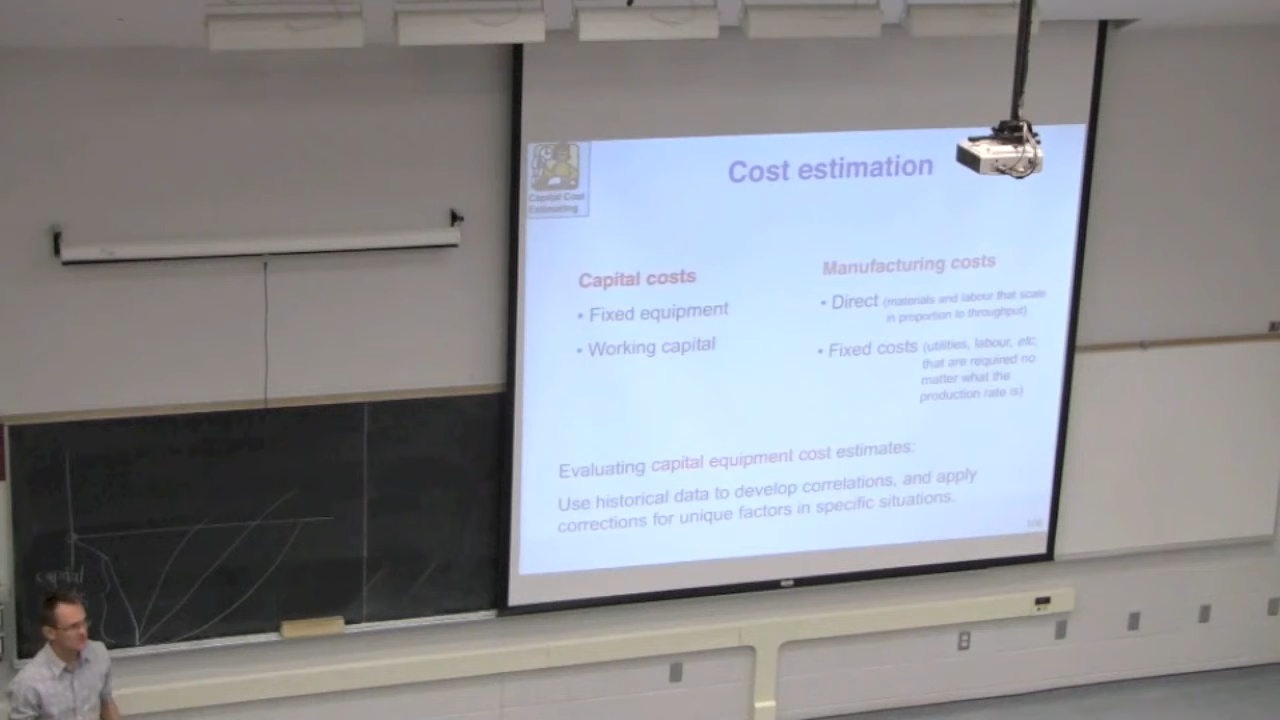 Cost estimation
Capital Cost
Estimating
Capital costs
• Fixed equipment
• Working capital
Manufacturing costs
• Direct (materials and labour that scale
in proportion to throughput)
• Fixed costs (utilities, labour, etc
that are required no
matter what the
production rate is)
Evaluating capital equipment cost estimates:
Use historical data to develop correlations, and apply
corrections for unique factors in specific situations.
capital